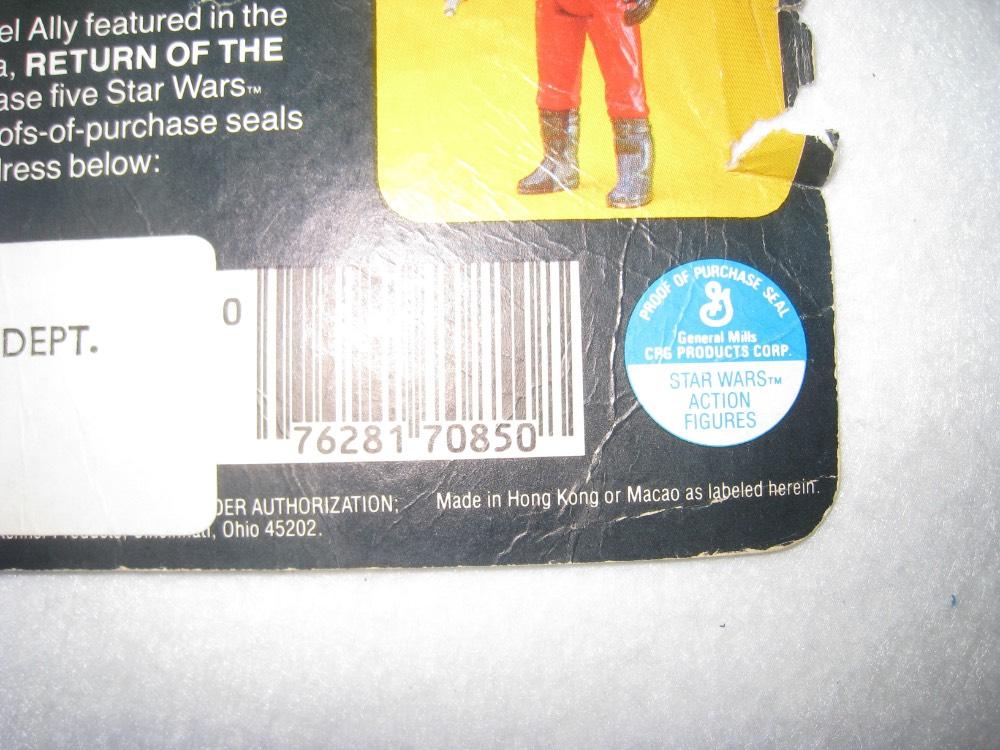 el Ally featured in the
a, RETURN OF THE
ase five Star Wars™
ofs-of-purchase seals
dress below:
DEPT.
0
76281 70850
PROOF OF PURCHASE SEAL
General Mills
CPG PRODUCTS CORP.
STAR WARS™
ACTION
FIGURES
DER AUTHORIZATION;
Products, Cincinnati, Ohio 45202.
Made in Hong Kong or Macao as labeled herein.